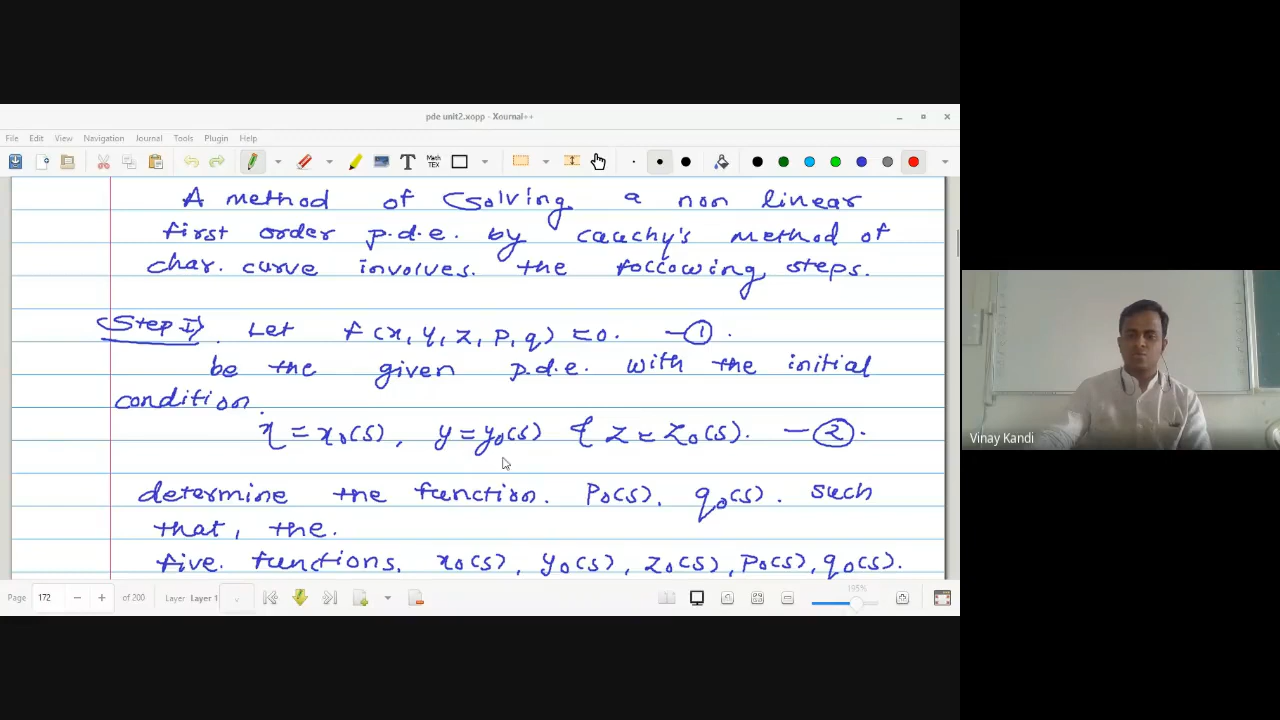 pde unit2.xopp - Xournal++
File Edit View Navigation Journal Tools Plugin Help
A method of solving a non linear
first order p.d.e. by cauchy's method of
char. curve involves. the following steps.
Step I). Let f(x, y, z, p, q) = 0. —①.
be the given p.d.e. with the initial
condition.
x = x₀(s), y = y₀(s) & z = z₀(s). —②.
determine the function. p₀(s), q₀(s). such
that, the.
five functions. x₀(s), y₀(s), z₀(s), p₀(s), q₀(s).
Page 172 of 200 Layer Layer 1 195%
Vinay Kandi